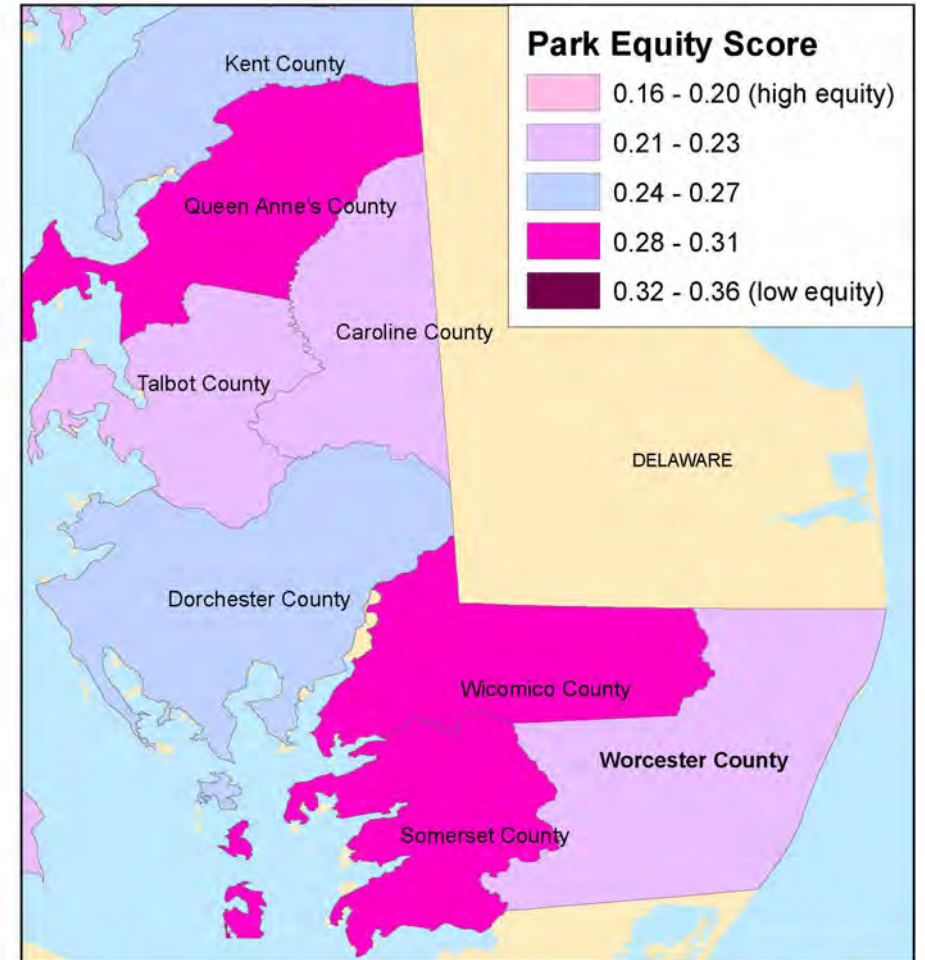 Park Equity Score
0.16 - 0.20 (high equity)
0.21 - 0.23
0.24 - 0.27
0.28 - 0.31
0.32 - 0.36 (low equity)
Kent County
Queen Anne's County
Caroline County
Talbot County
DELAWARE
Dorchester County
Wicomico County
Worcester County
Somerset County